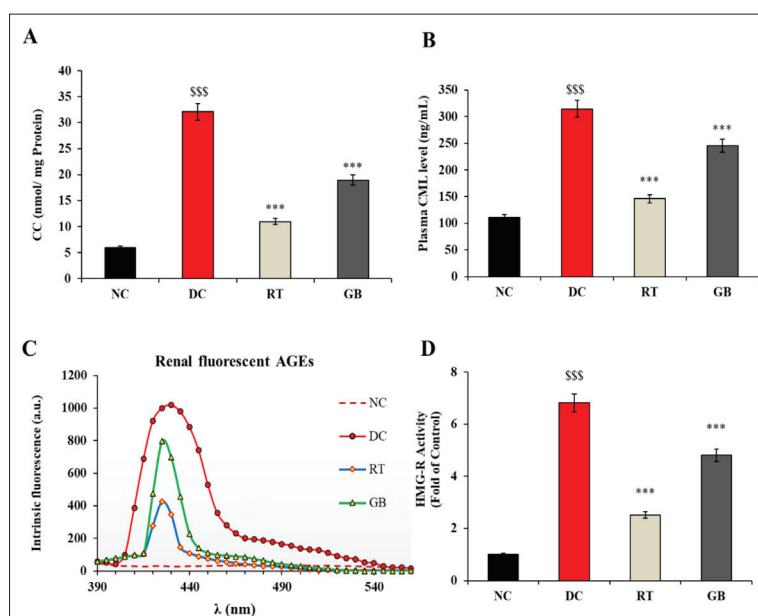 A
CC (nmol/ mg Protein)
40
35
30
25
20
15
10
5
0
$$$
***
***
NC DC RT GB
B
Plasma CML level (ng/mL)
350
300
250
200
150
100
50
0
$$$
***
***
NC DC RT GB
C
Renal fluorescent AGEs
Intrinsic fluorescence (a.u.)
1200
1000
800
600
400
200
0
NC
DC
RT
GB
390 440 490 540
λ (nm)
D
HMG-R Activity
(Fold of Control)
8
6
4
2
0
$$$
***
***
NC DC RT GB